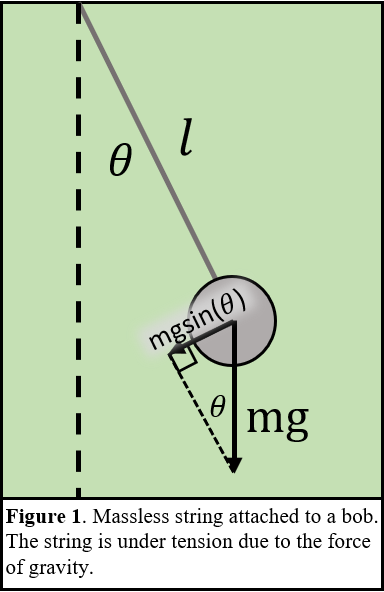 θ
l
mgsin(θ)
θ
mg
Figure 1. Massless string attached to a bob.
The string is under tension due to the force
of gravity.